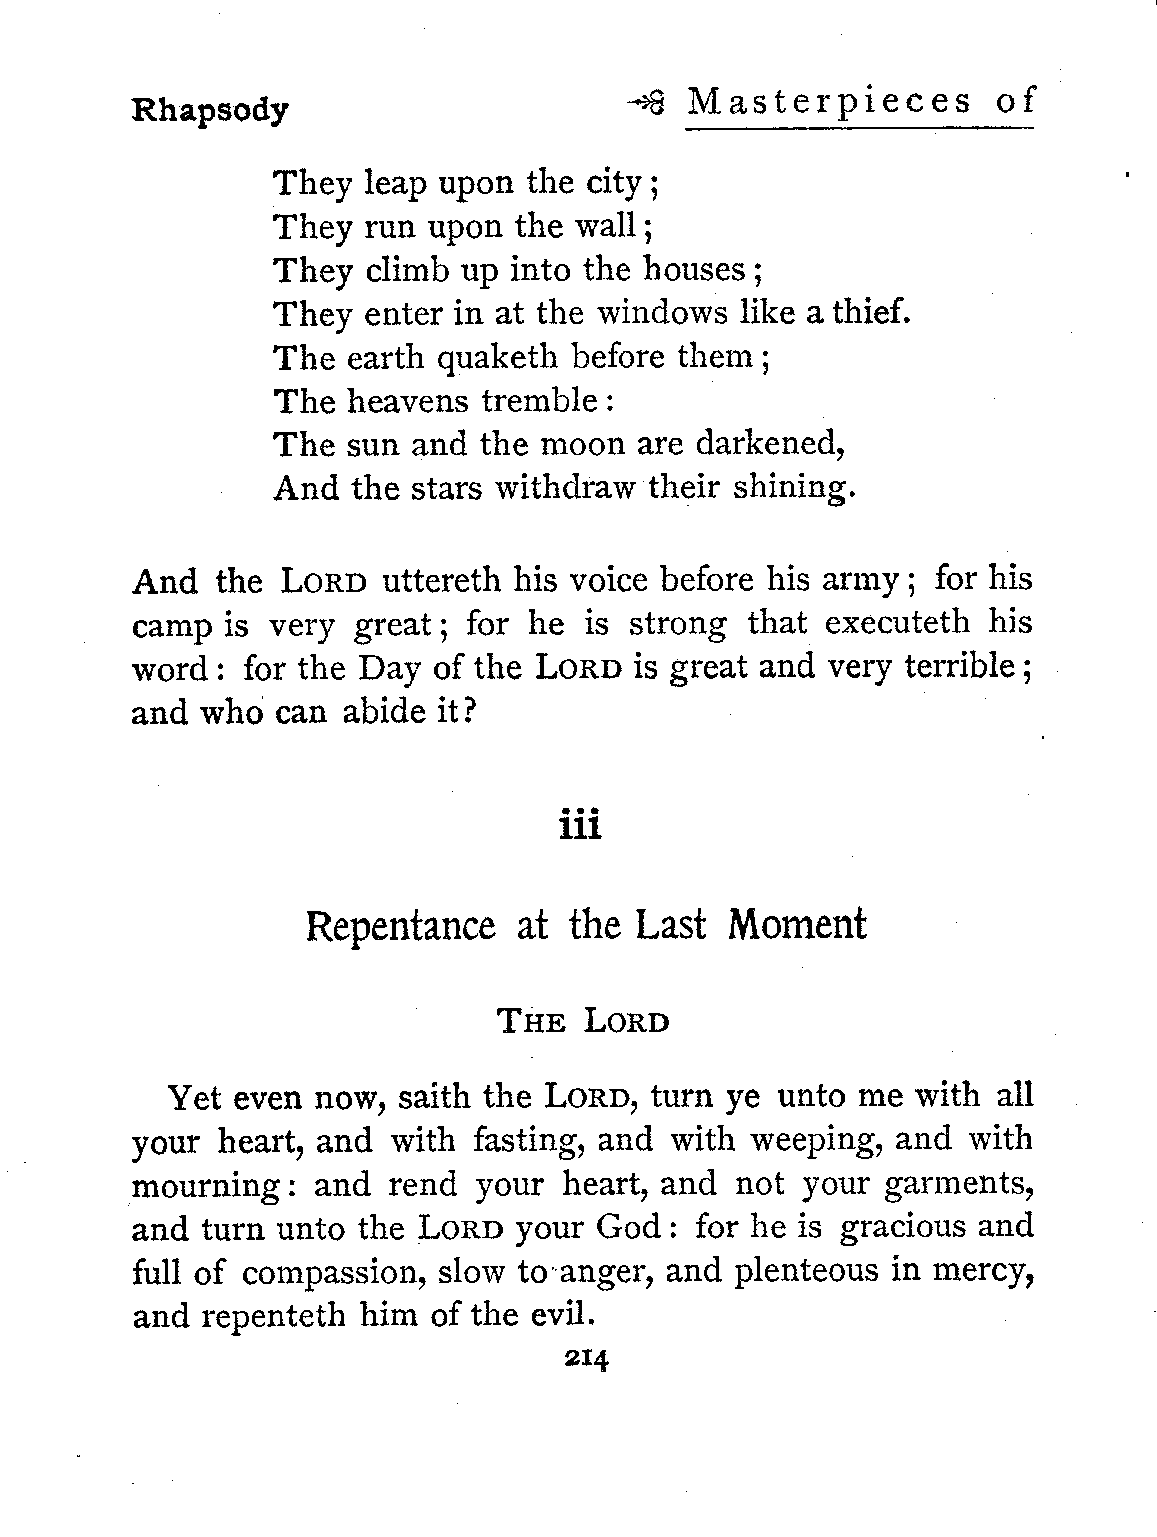 Rhapsody Masterpieces of
They leap upon the city;
They run upon the wall;
They climb up into the houses;
They enter in at the windows like a thief.
The earth quaketh before them;
The heavens tremble:
The sun and the moon are darkened,
And the stars withdraw their shining.
And the LORD uttereth his voice before his army; for his
camp is very great; for he is strong that executeth his
word: for the Day of the LORD is great and very terrible;
and who can abide it?
iii
Repentance at the Last Moment
THE LORD
Yet even now, saith the LORD, turn ye unto me with all
your heart, and with fasting, and with weeping, and with
mourning: and rend your heart, and not your garments,
and turn unto the LORD your God: for he is gracious and
full of compassion, slow to anger, and plenteous in mercy,
and repenteth him of the evil.
214